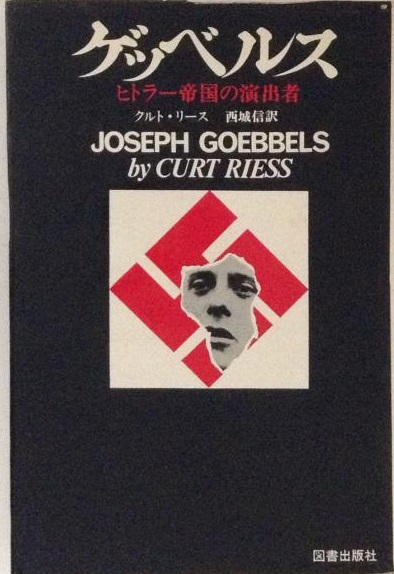 ゲッベルス
ヒトラー帝国の演出者
クルト・リース 西城信訳
JOSEPH GOEBBELS
by CURT RIESS
図書出版社